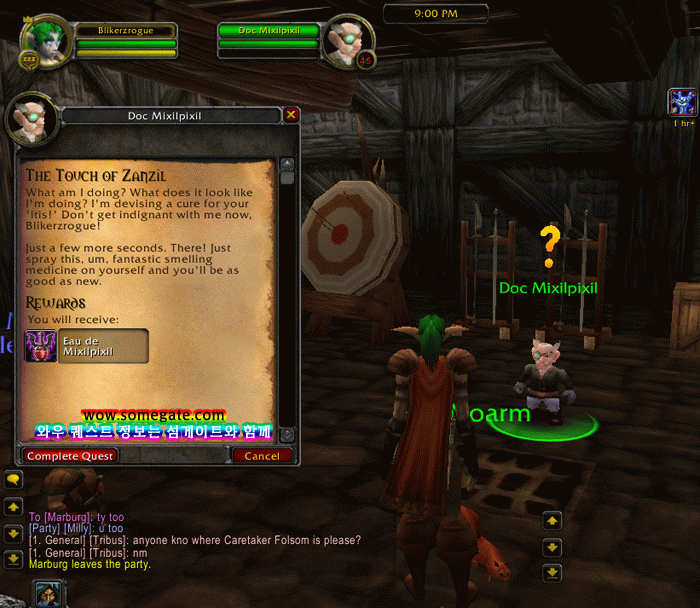 9:00 PM
Blikerzrogue
Doc Mixilpixil
zzz
45
1 hr+
Doc Mixilpixil
The Touch of Zanzil
What am I doing? What does it look like
I'm doing? I'm devising a cure for your
'itis!' Don't get indignant with me now,
Blikerzrogue!
Just a few more seconds. There! Just
spray this, um, fantastic smelling
medicine on yourself and you'll be as
good as new.
Rewards
You will receive:
Eau de
Mixilpixil
wow.somegate.com
와우 퀘스트 정보는 섬게이트와 함께
Complete Quest
Cancel
?
Doc Mixilpixil
To [Marburg]: ty too
[Party] [Milly]: u too
[1. General] [Tribus]: anyone kno where Caretaker Folsom is please?
[1. General] [Tribus]: nm
Marburg leaves the party.